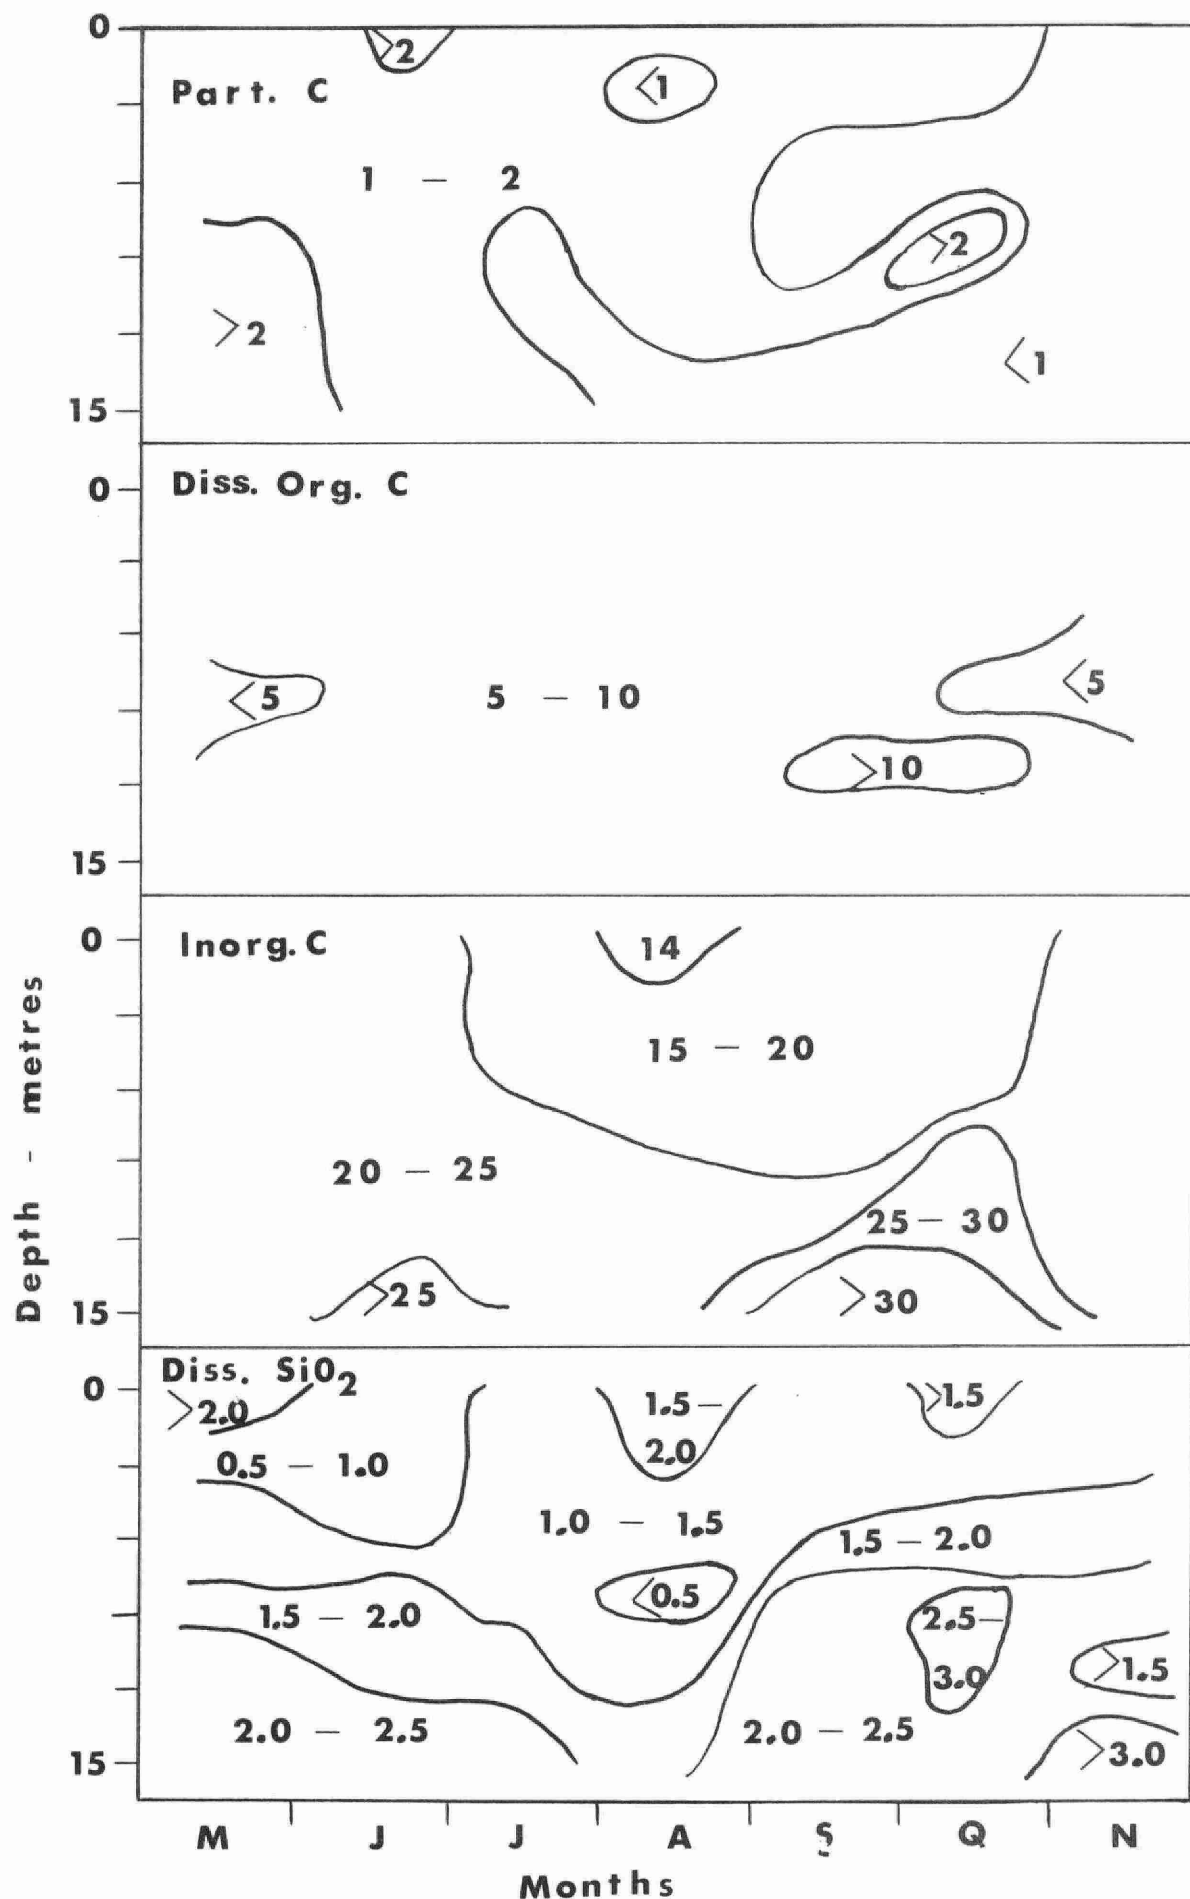 0
Part. C
>2
<1
1 – 2
>2
>2
<1
15
0
Diss. Org. C
<5
5 – 10
<5
>10
15
Depth - metres
0
Inorg. C
14
15 – 20
20 – 25
25 – 30
>25
>30
15
Diss. SiO2
0
>2.0
1.5 –
2.0
>1.5
0.5 – 1.0
1.0 – 1.5
1.5 – 2.0
<0.5
1.5 – 2.0
2.5 –
3.0
>1.5
2.0 – 2.5
2.0 – 2.5
>3.0
15
M J J A S O N
Months